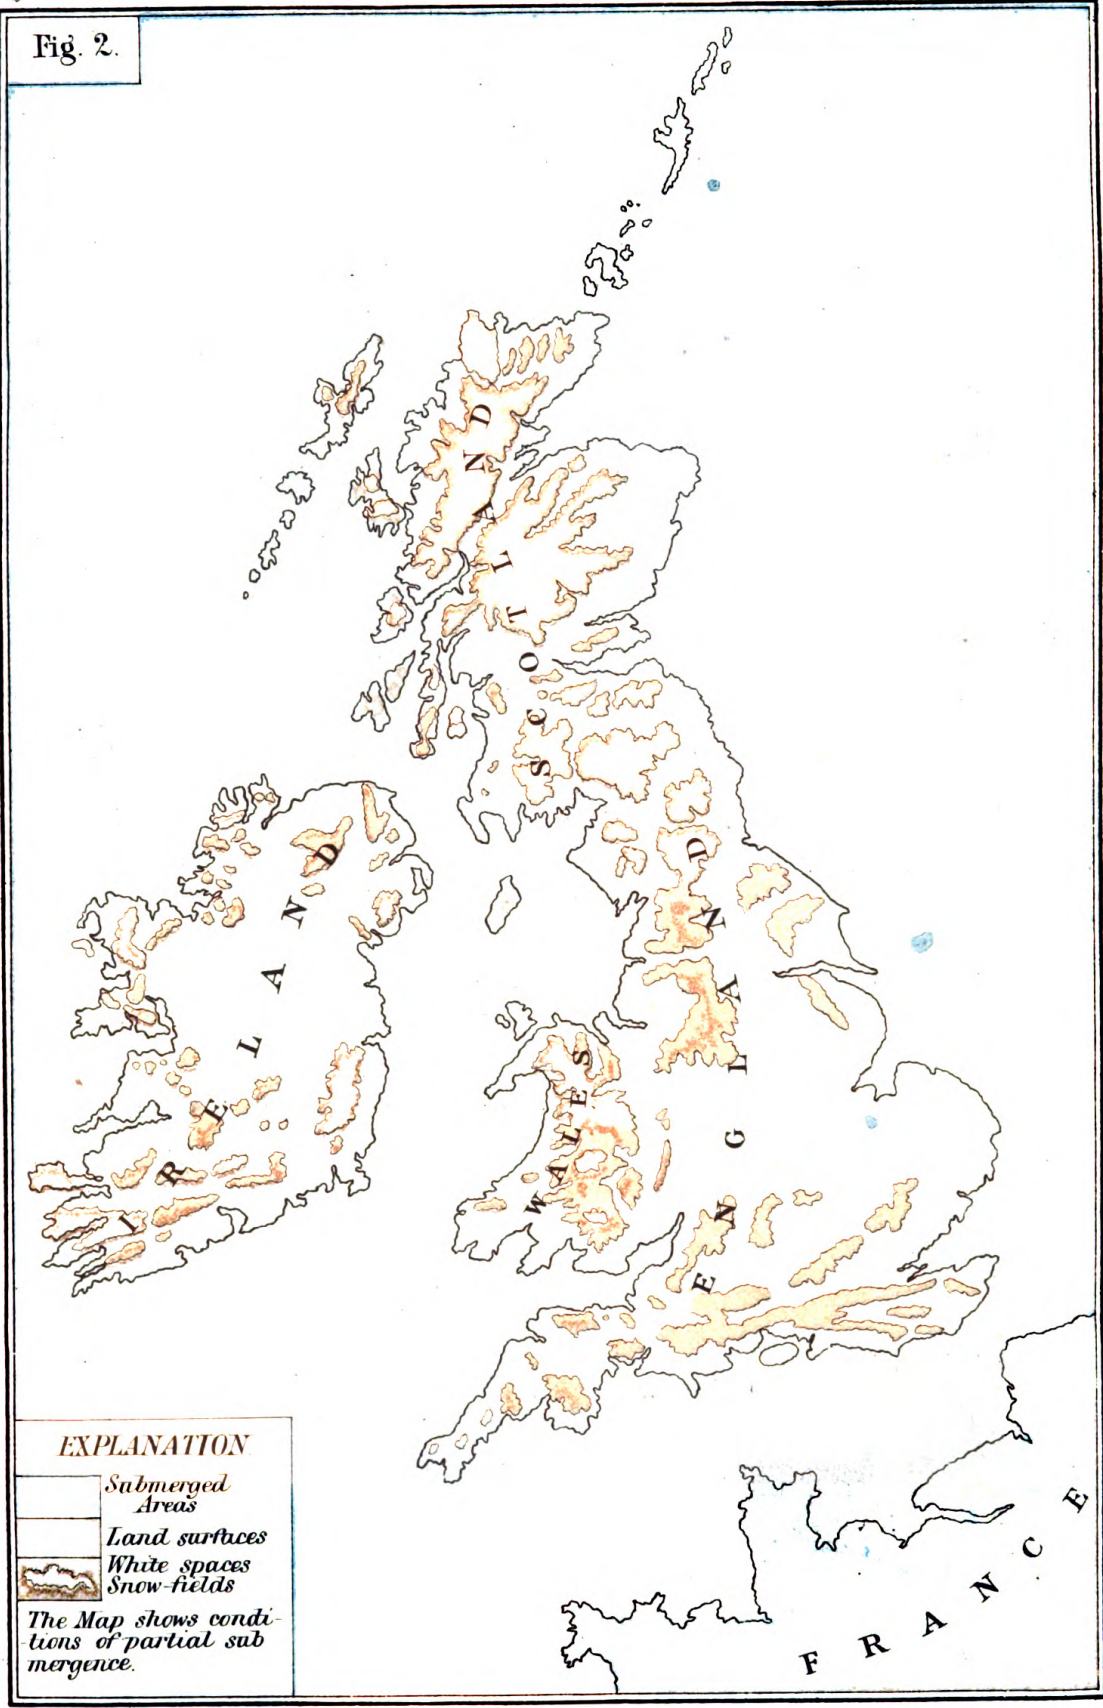 Fig. 2.
SCOTLAND
IRELAND
ENGLAND
WALES
FRANCE
EXPLANATION
Submerged
Areas
Land surfaces
White spaces
Snow-fields
The Map shows condi-
-tions of partial sub
mergence.